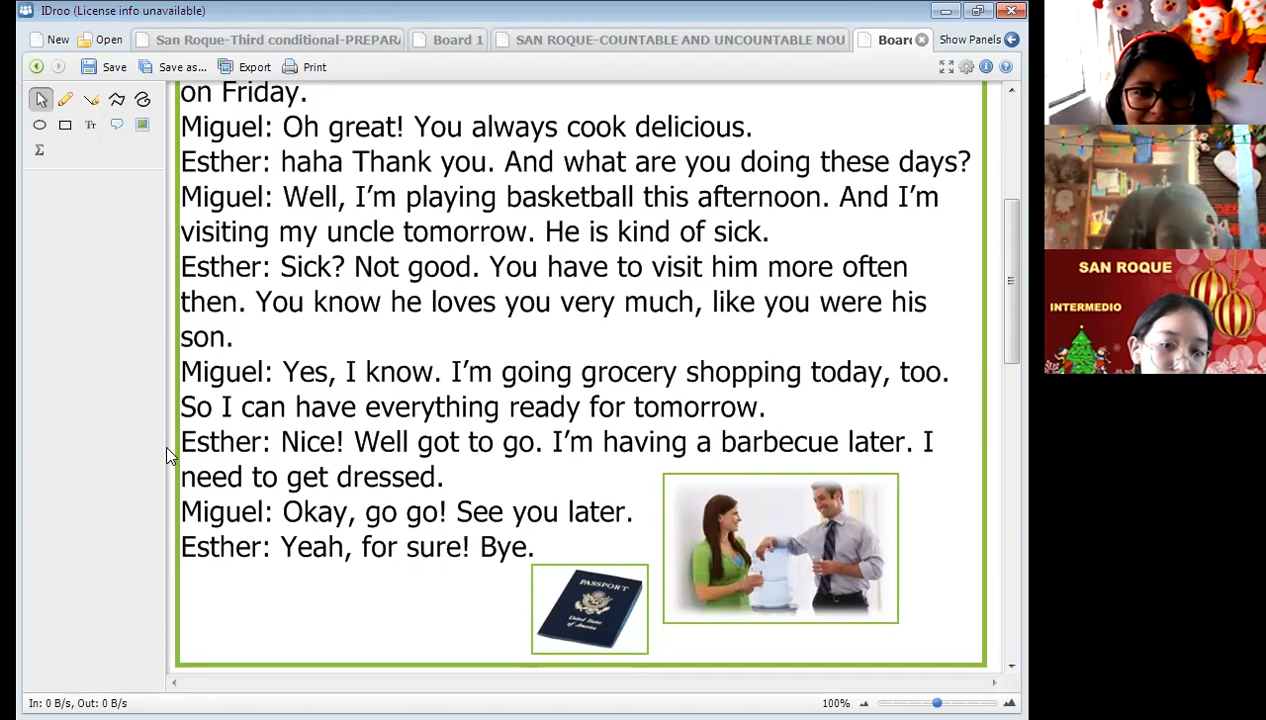 IDroo (License info unavailable)
New Open San Roque-Third conditional-PREPAR Board 1 SAN ROQUE-COUNTABLE AND UNCOUNTABLE NOU Board Show Panels
Save Save as... Export Print
Tr
Σ
on Friday.
Miguel: Oh great! You always cook delicious.
Esther: haha Thank you. And what are you doing these days?
Miguel: Well, I’m playing basketball this afternoon. And I’m
visiting my uncle tomorrow. He is kind of sick.
Esther: Sick? Not good. You have to visit him more often
then. You know he loves you very much, like you were his
son.
Miguel: Yes, I know. I’m going grocery shopping today, too.
So I can have everything ready for tomorrow.
Esther: Nice! Well got to go. I’m having a barbecue later. I
need to get dressed.
Miguel: Okay, go go! See you later.
Esther: Yeah, for sure! Bye.
PASSPORT
United States
of America
In: 0 B/s, Out: 0 B/s
100%
SAN ROQUE
INTERMEDIO